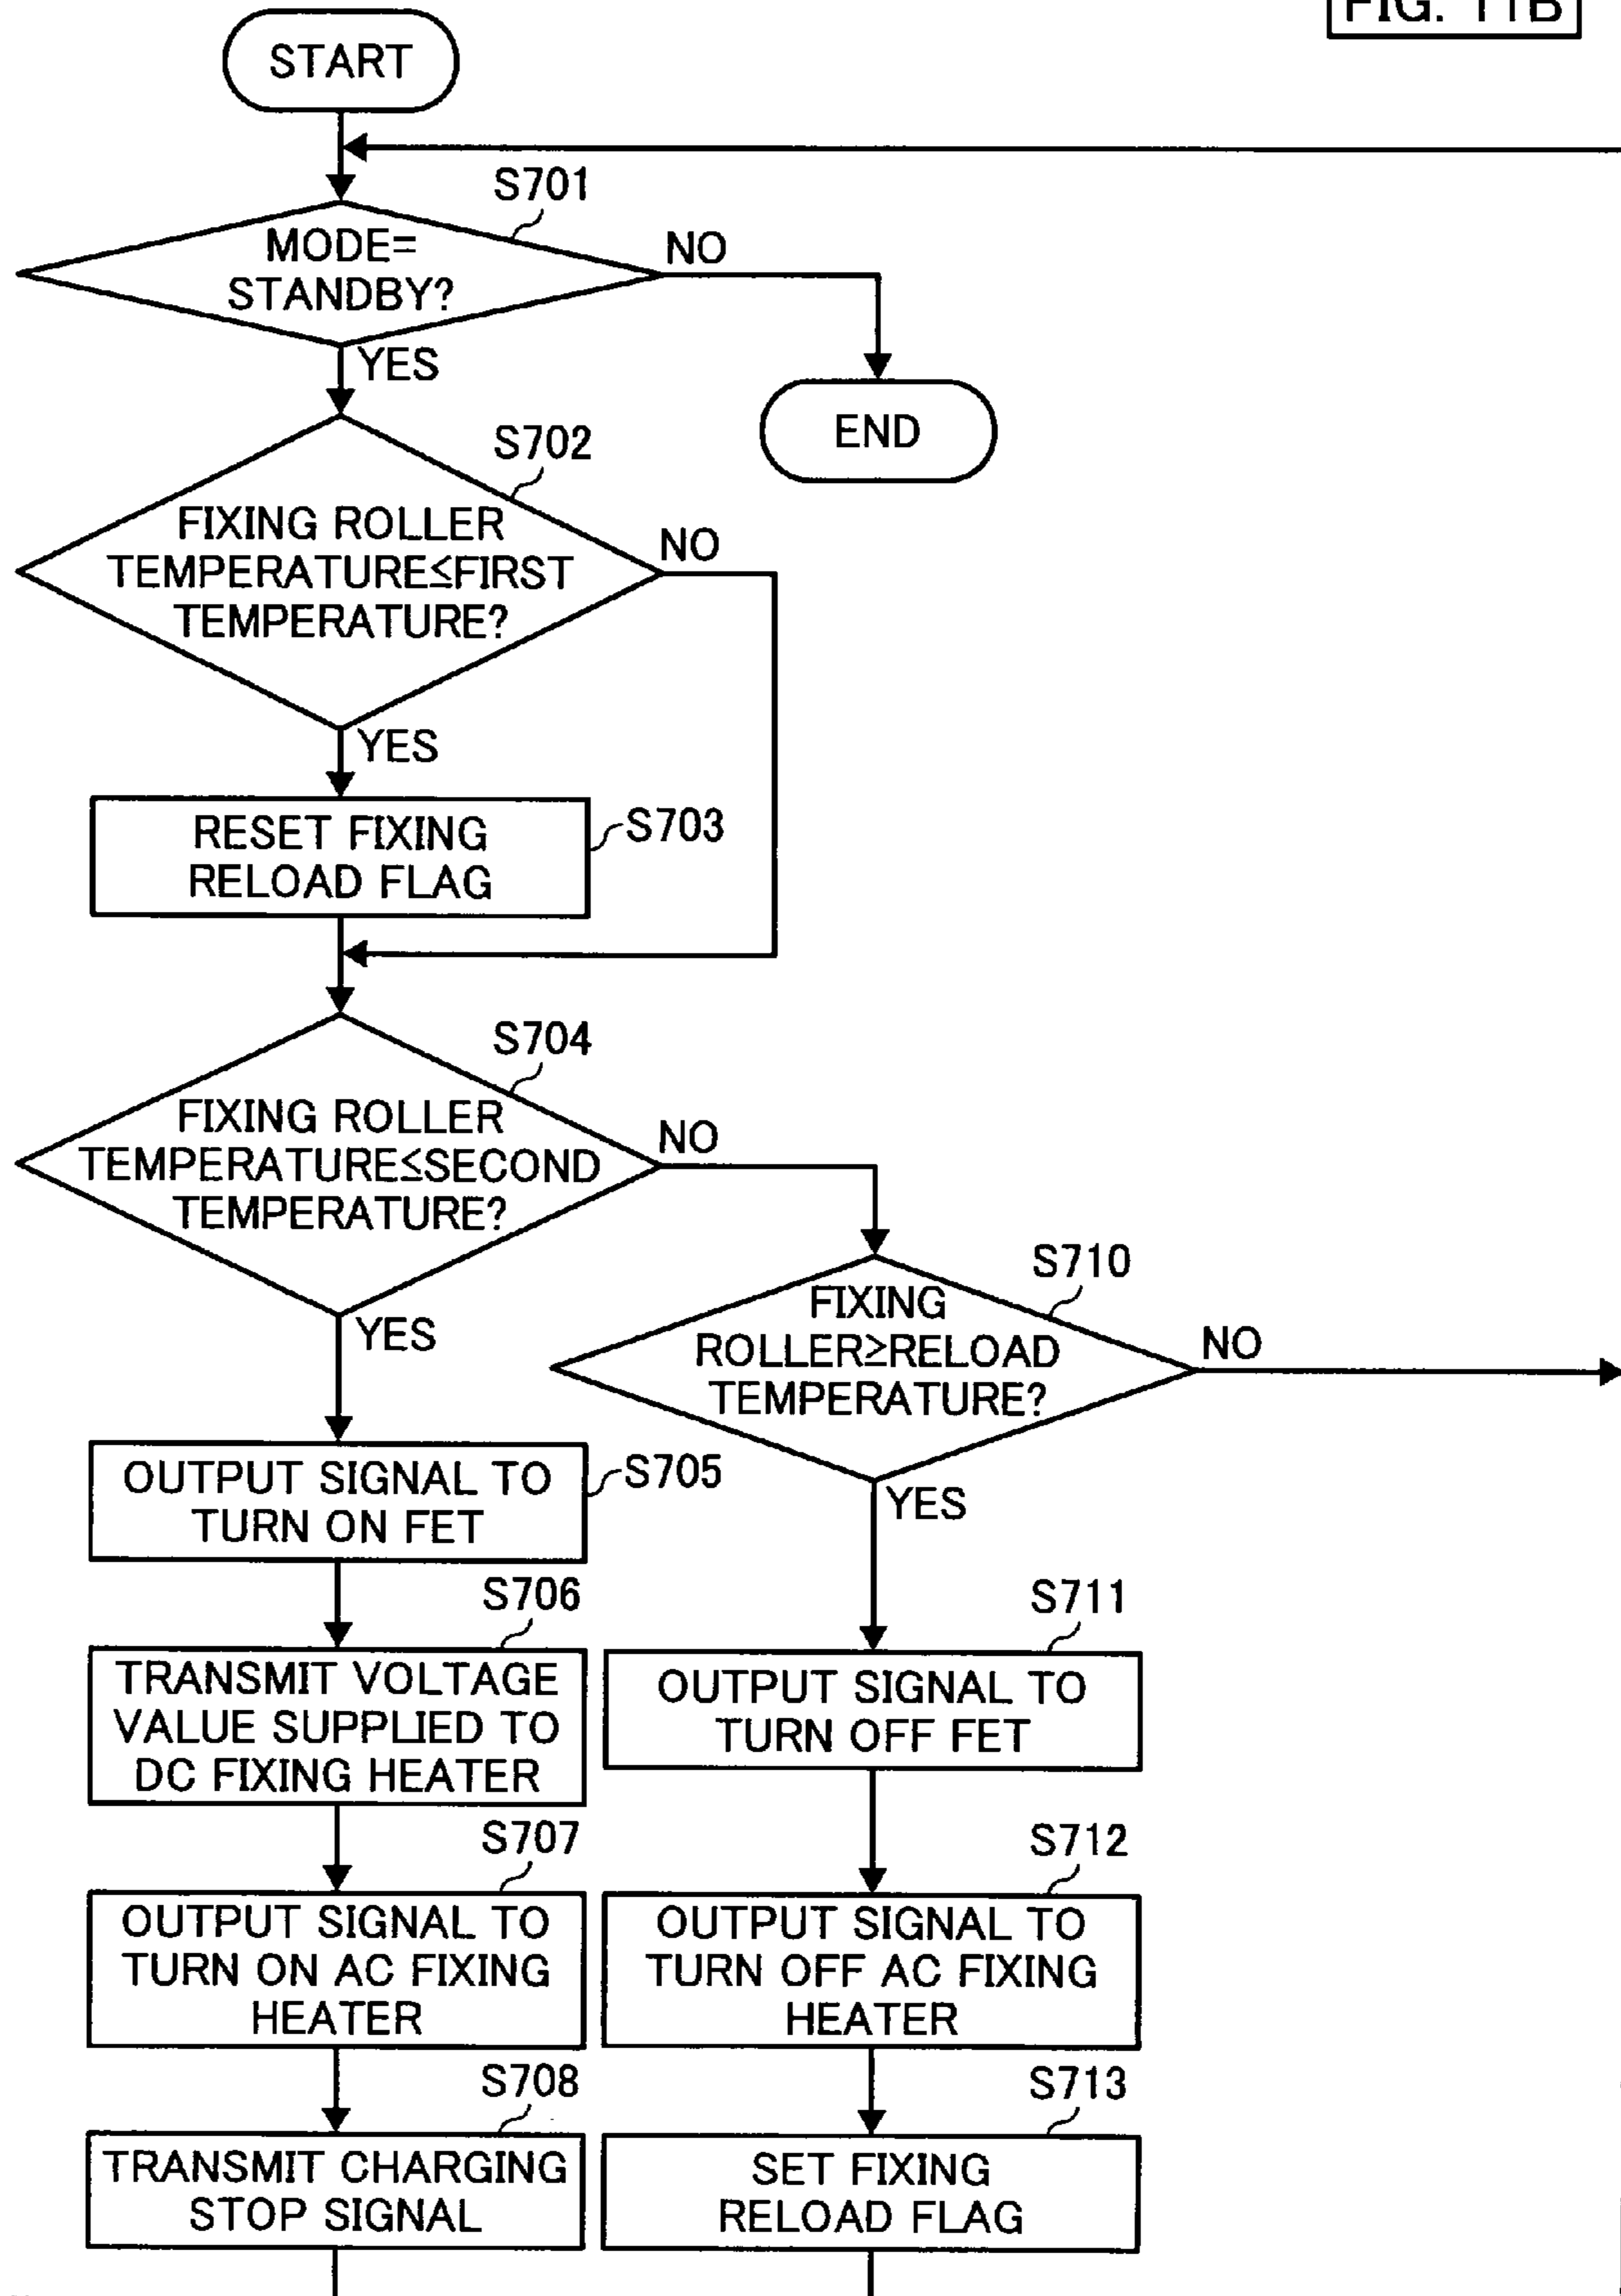 FIG. 11B
START
S701
MODE=
STANDBY?
NO
YES
END
S702
FIXING ROLLER
TEMPERATURE≤FIRST
TEMPERATURE?
NO
YES
RESET FIXING
RELOAD FLAG
S703
S704
FIXING ROLLER
TEMPERATURE≤SECOND
TEMPERATURE?
NO
YES
S710
FIXING
ROLLER≥RELOAD
TEMPERATURE?
NO
YES
OUTPUT SIGNAL TO
TURN ON FET
S705
S706
TRANSMIT VOLTAGE
VALUE SUPPLIED TO
DC FIXING HEATER
S711
OUTPUT SIGNAL TO
TURN OFF FET
S707
OUTPUT SIGNAL TO
TURN ON AC FIXING
HEATER
S712
OUTPUT SIGNAL TO
TURN OFF AC FIXING
HEATER
S708
TRANSMIT CHARGING
STOP SIGNAL
S713
SET FIXING
RELOAD FLAG